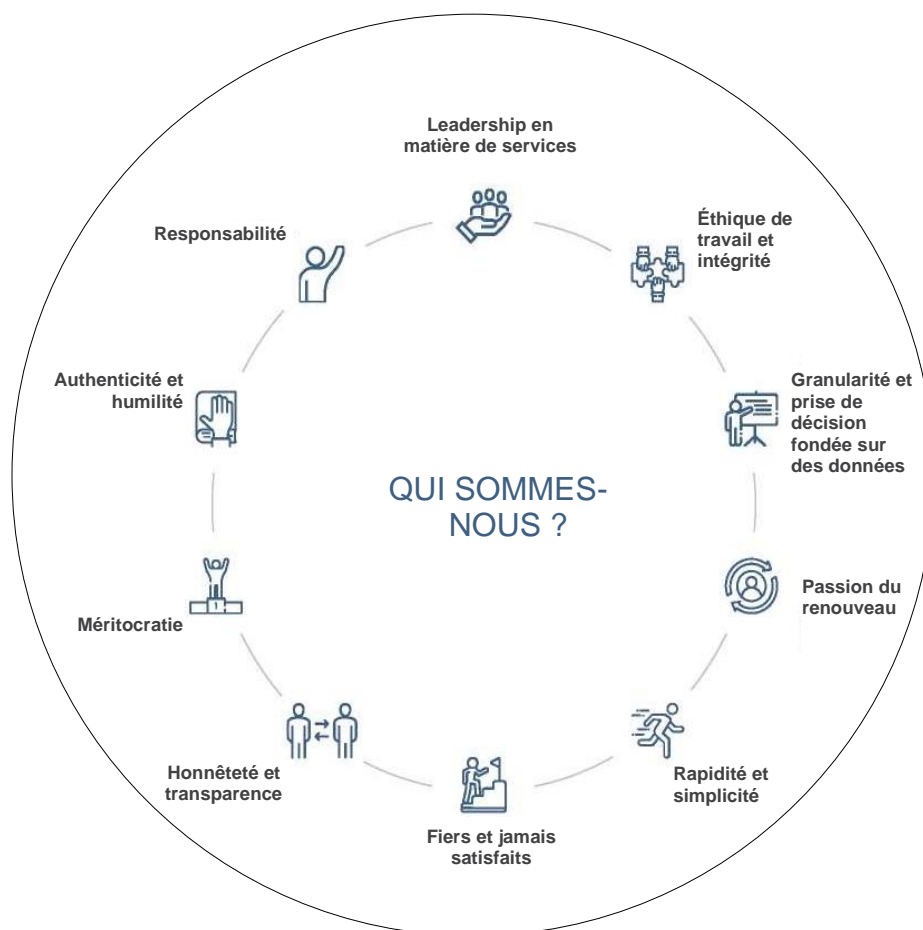 Leadership en
matière de services
Éthique de
travail et
intégrité
Granularité et
prise de
décision
fondée sur
des données
Passion du
renouveau
Rapidité et
simplicité
Fiers et jamais
satisfaits
Honnêteté et
transparence
Méritocratie
Authenticité et
humilité
Responsabilité
QUI SOMMES-
NOUS ?
1